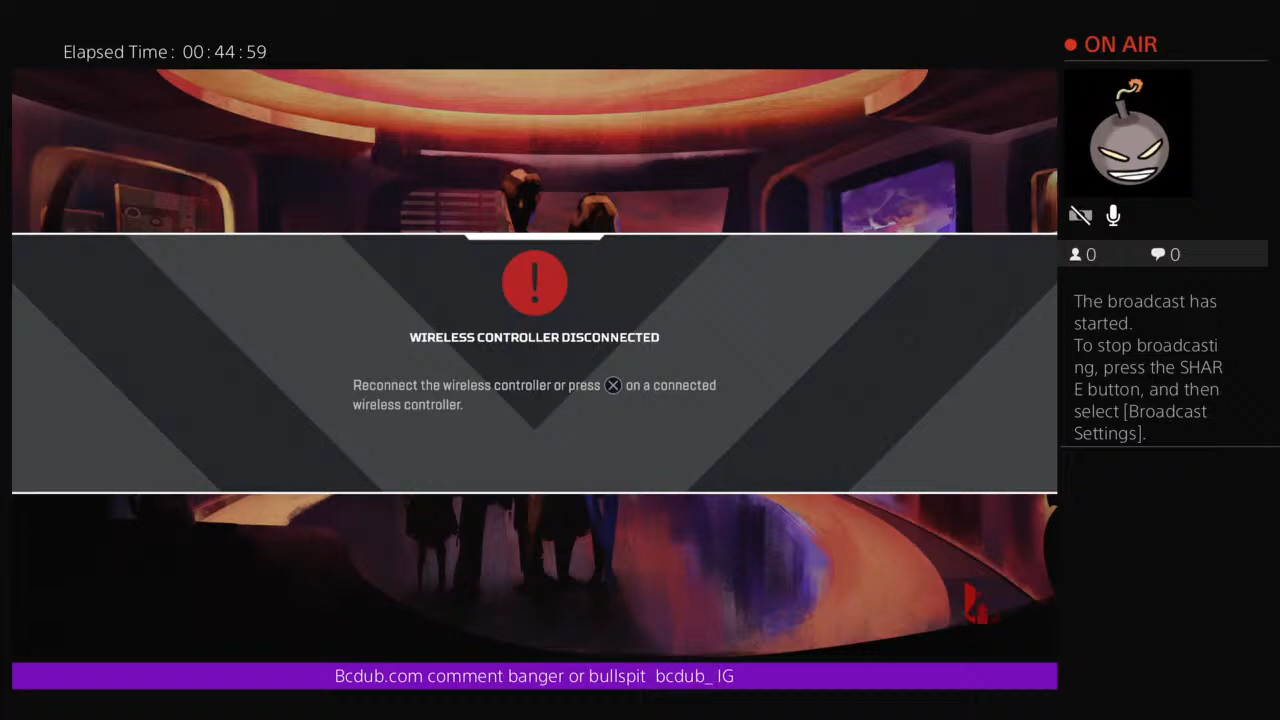 Elapsed Time: 00:44:59
ON AIR
0 0
WIRELESS CONTROLLER DISCONNECTED
Reconnect the wireless controller or press X on a connected
wireless controller.
The broadcast has
started.
To stop broadcasti
ng, press the SHAR
E button, and then
select [Broadcast
Settings].
Bcdub.com comment banger or bullspit bcdub_ IG